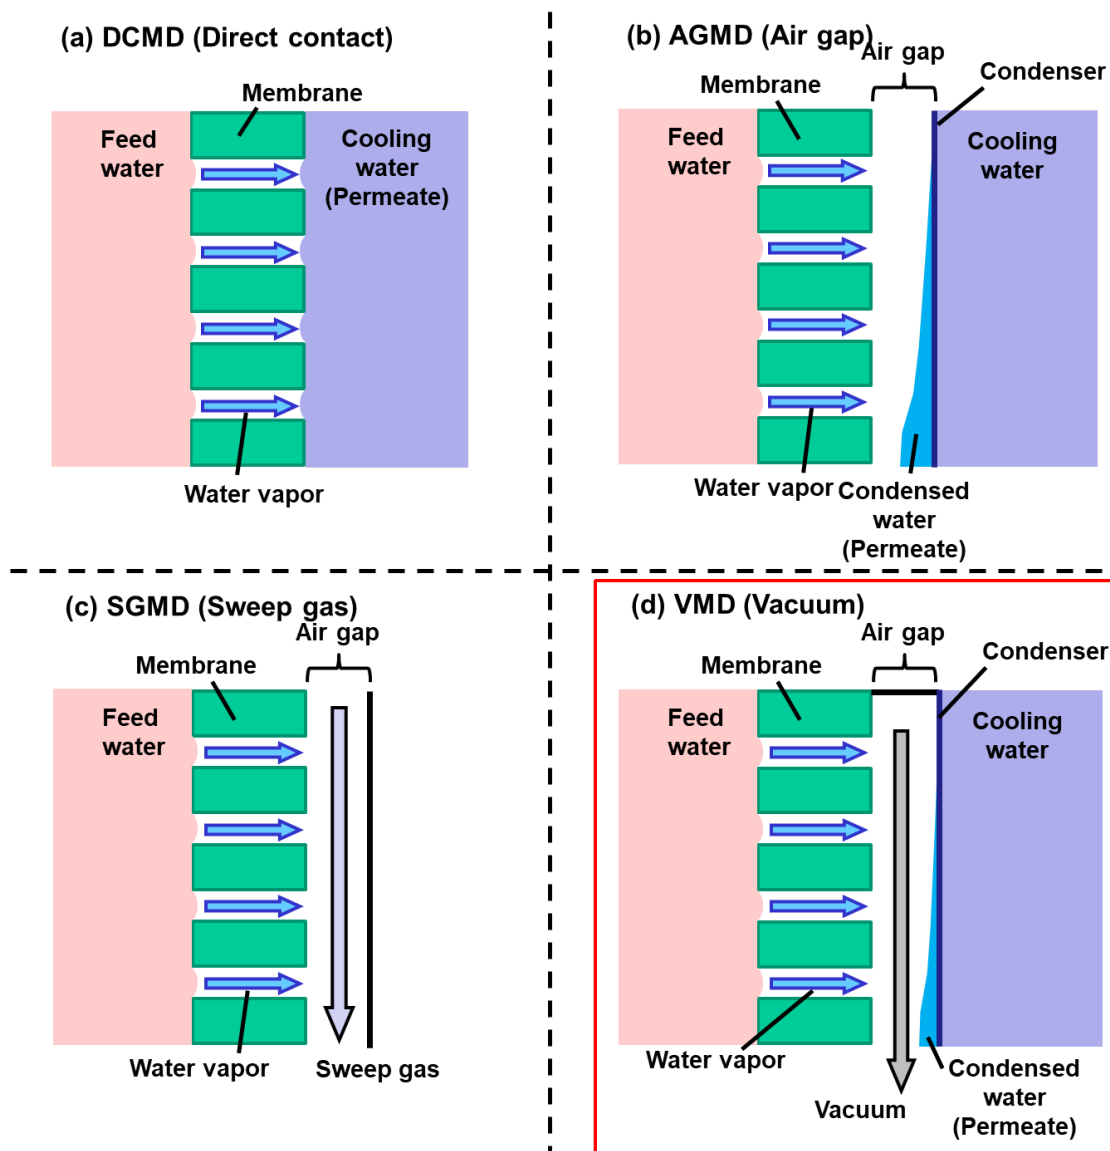 (a) DCMD (Direct contact)
Membrane
Feed
water
Cooling
water
(Permeate)
Water vapor
(b) AGMD (Air gap)
Air gap
Condenser
Membrane
Feed
water
Cooling
water
Water vapor
Condensed
water
(Permeate)
(c) SGMD (Sweep gas)
Air gap
Membrane
Feed
water
Water vapor
Sweep gas
(d) VMD (Vacuum)
Air gap
Condenser
Membrane
Feed
water
Cooling
water
Water vapor
Vacuum
Condensed
water
(Permeate)